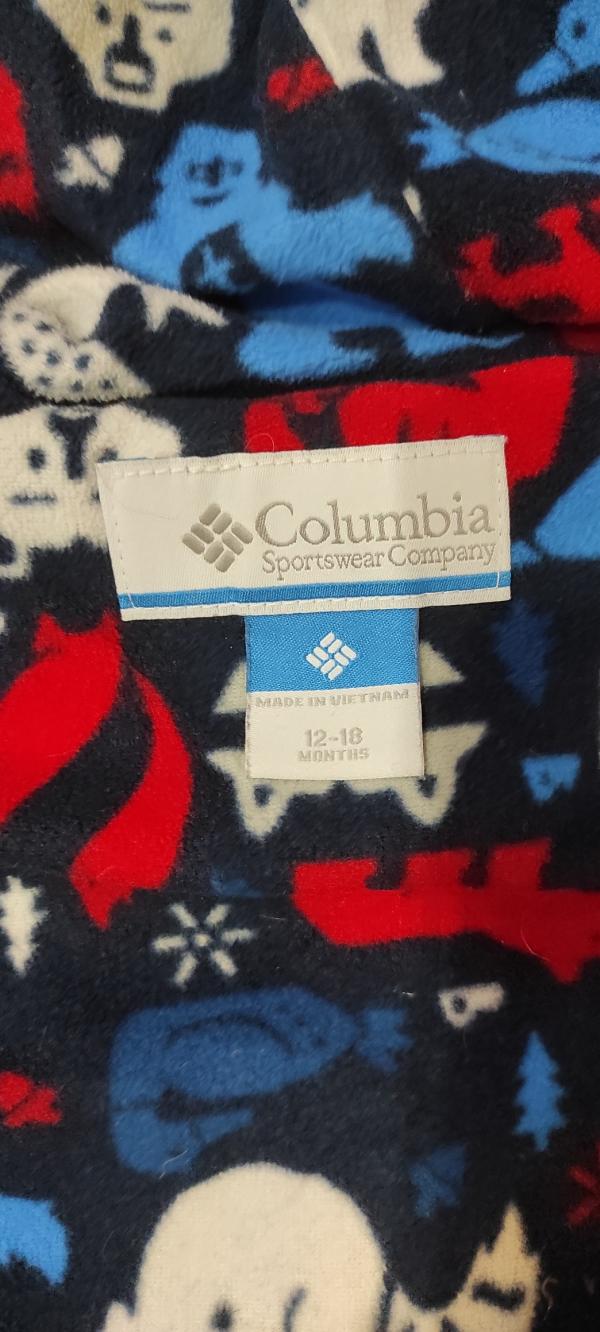 Columbia
Sportswear Company
MADE IN VIETNAM
12-18
MONTHS